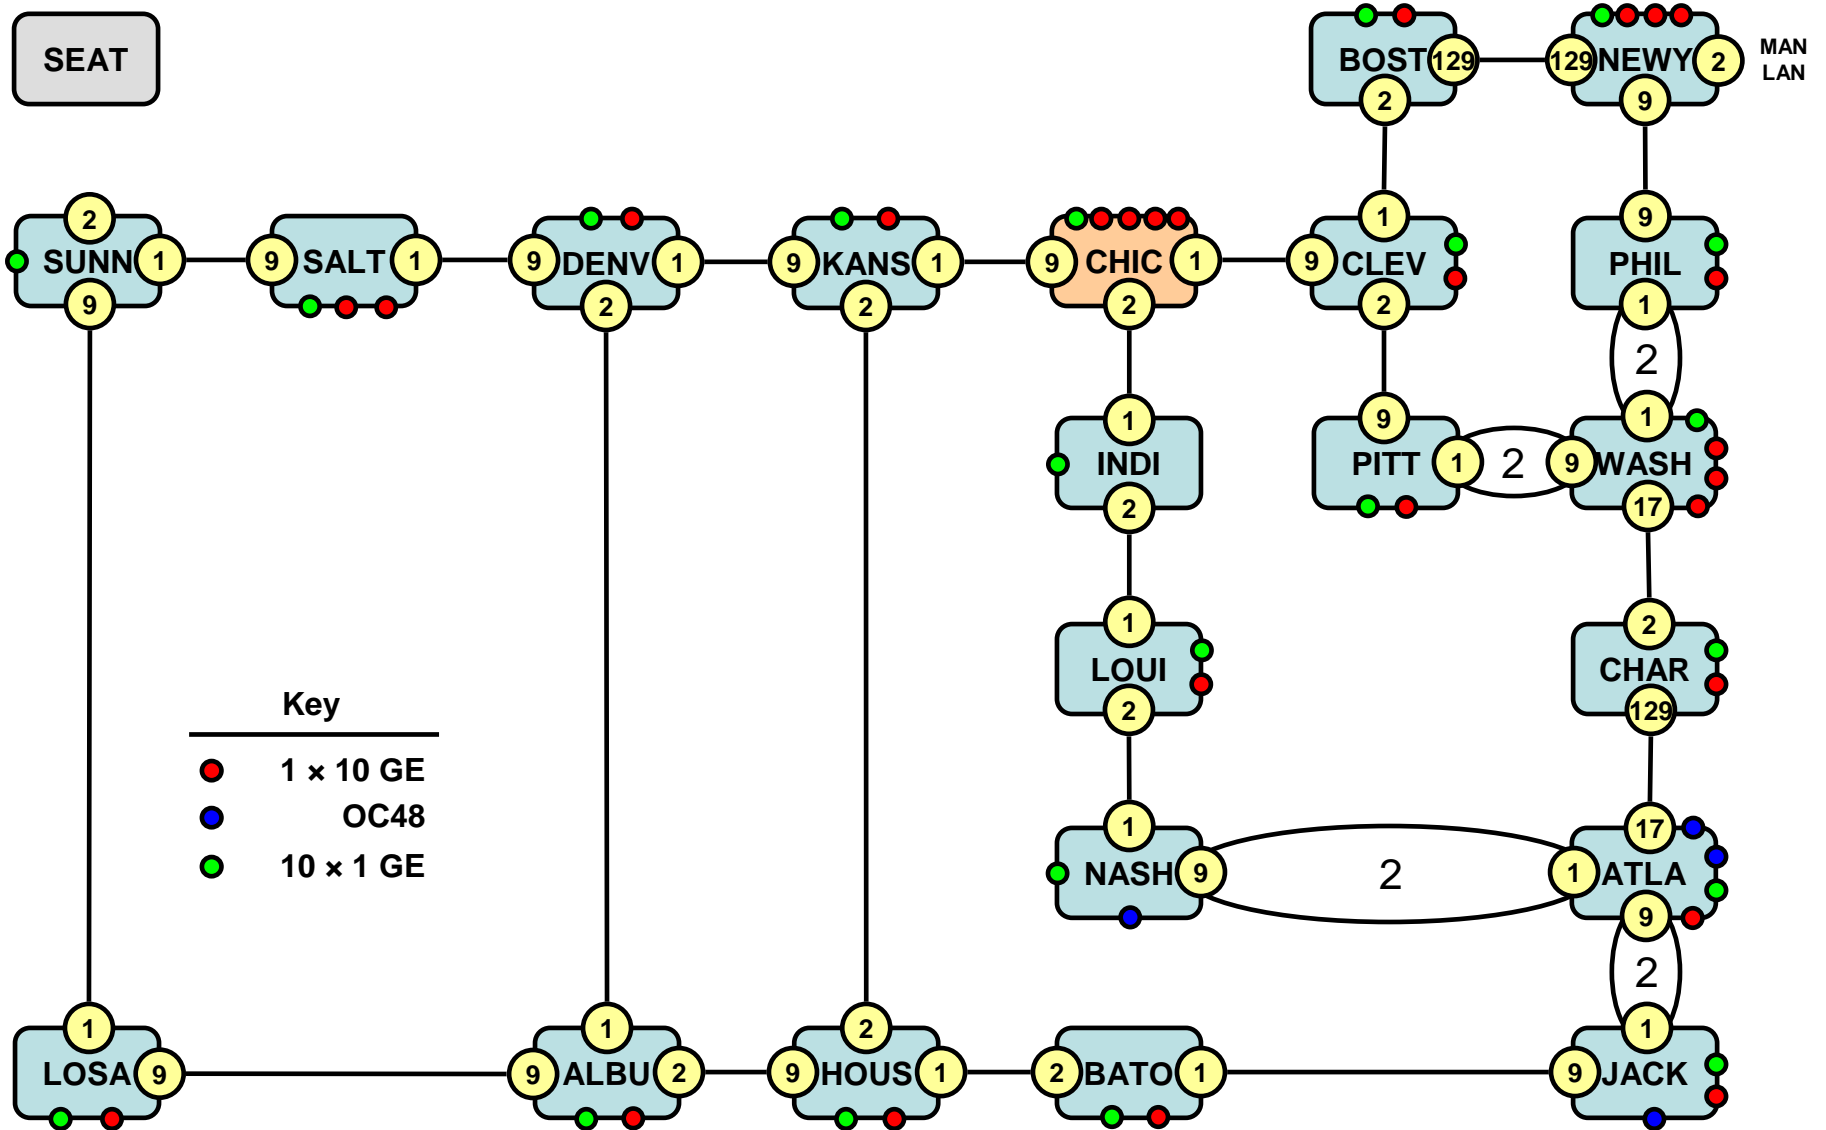 SEAT
BOST 129 129 NEWY 2 MAN
LAN
2 9
2 1 9
SUNN 1 9 SALT 1 9 DENV 1 9 KANS 1 9 CHIC 1 9 CLEV PHIL
9 2 2 2 2 1
2
1 9 1
INDI PITT 1 2 9 WASH
2 17
1 2
LOUI CHAR
2 129
Key
1 × 10 GE
OC48
10 × 1 GE
1 17
NASH 9 2 1 ATLA
9
2
1 1 2 1
LOSA 9 9 ALBU 2 9 HOUS 1 2 BATO 1 9 JACK